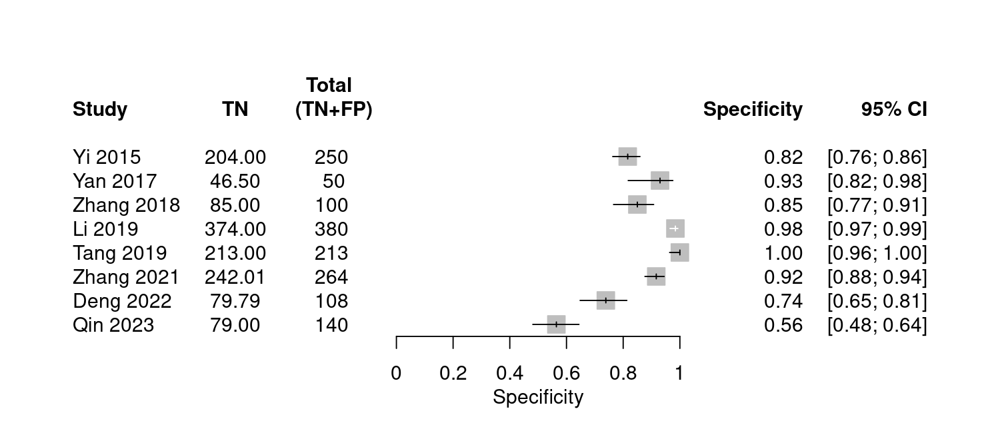 Total
Study TN (TN+FP) Specificity 95% CI
Yi 2015 204.00 250 0.82 [0.76; 0.86]
Yan 2017 46.50 50 0.93 [0.82; 0.98]
Zhang 2018 85.00 100 0.85 [0.77; 0.91]
Li 2019 374.00 380 0.98 [0.97; 0.99]
Tang 2019 213.00 213 1.00 [0.96; 1.00]
Zhang 2021 242.01 264 0.92 [0.88; 0.94]
Deng 2022 79.79 108 0.74 [0.65; 0.81]
Qin 2023 79.00 140 0.56 [0.48; 0.64]
0 0.2 0.4 0.6 0.8 1
Specificity